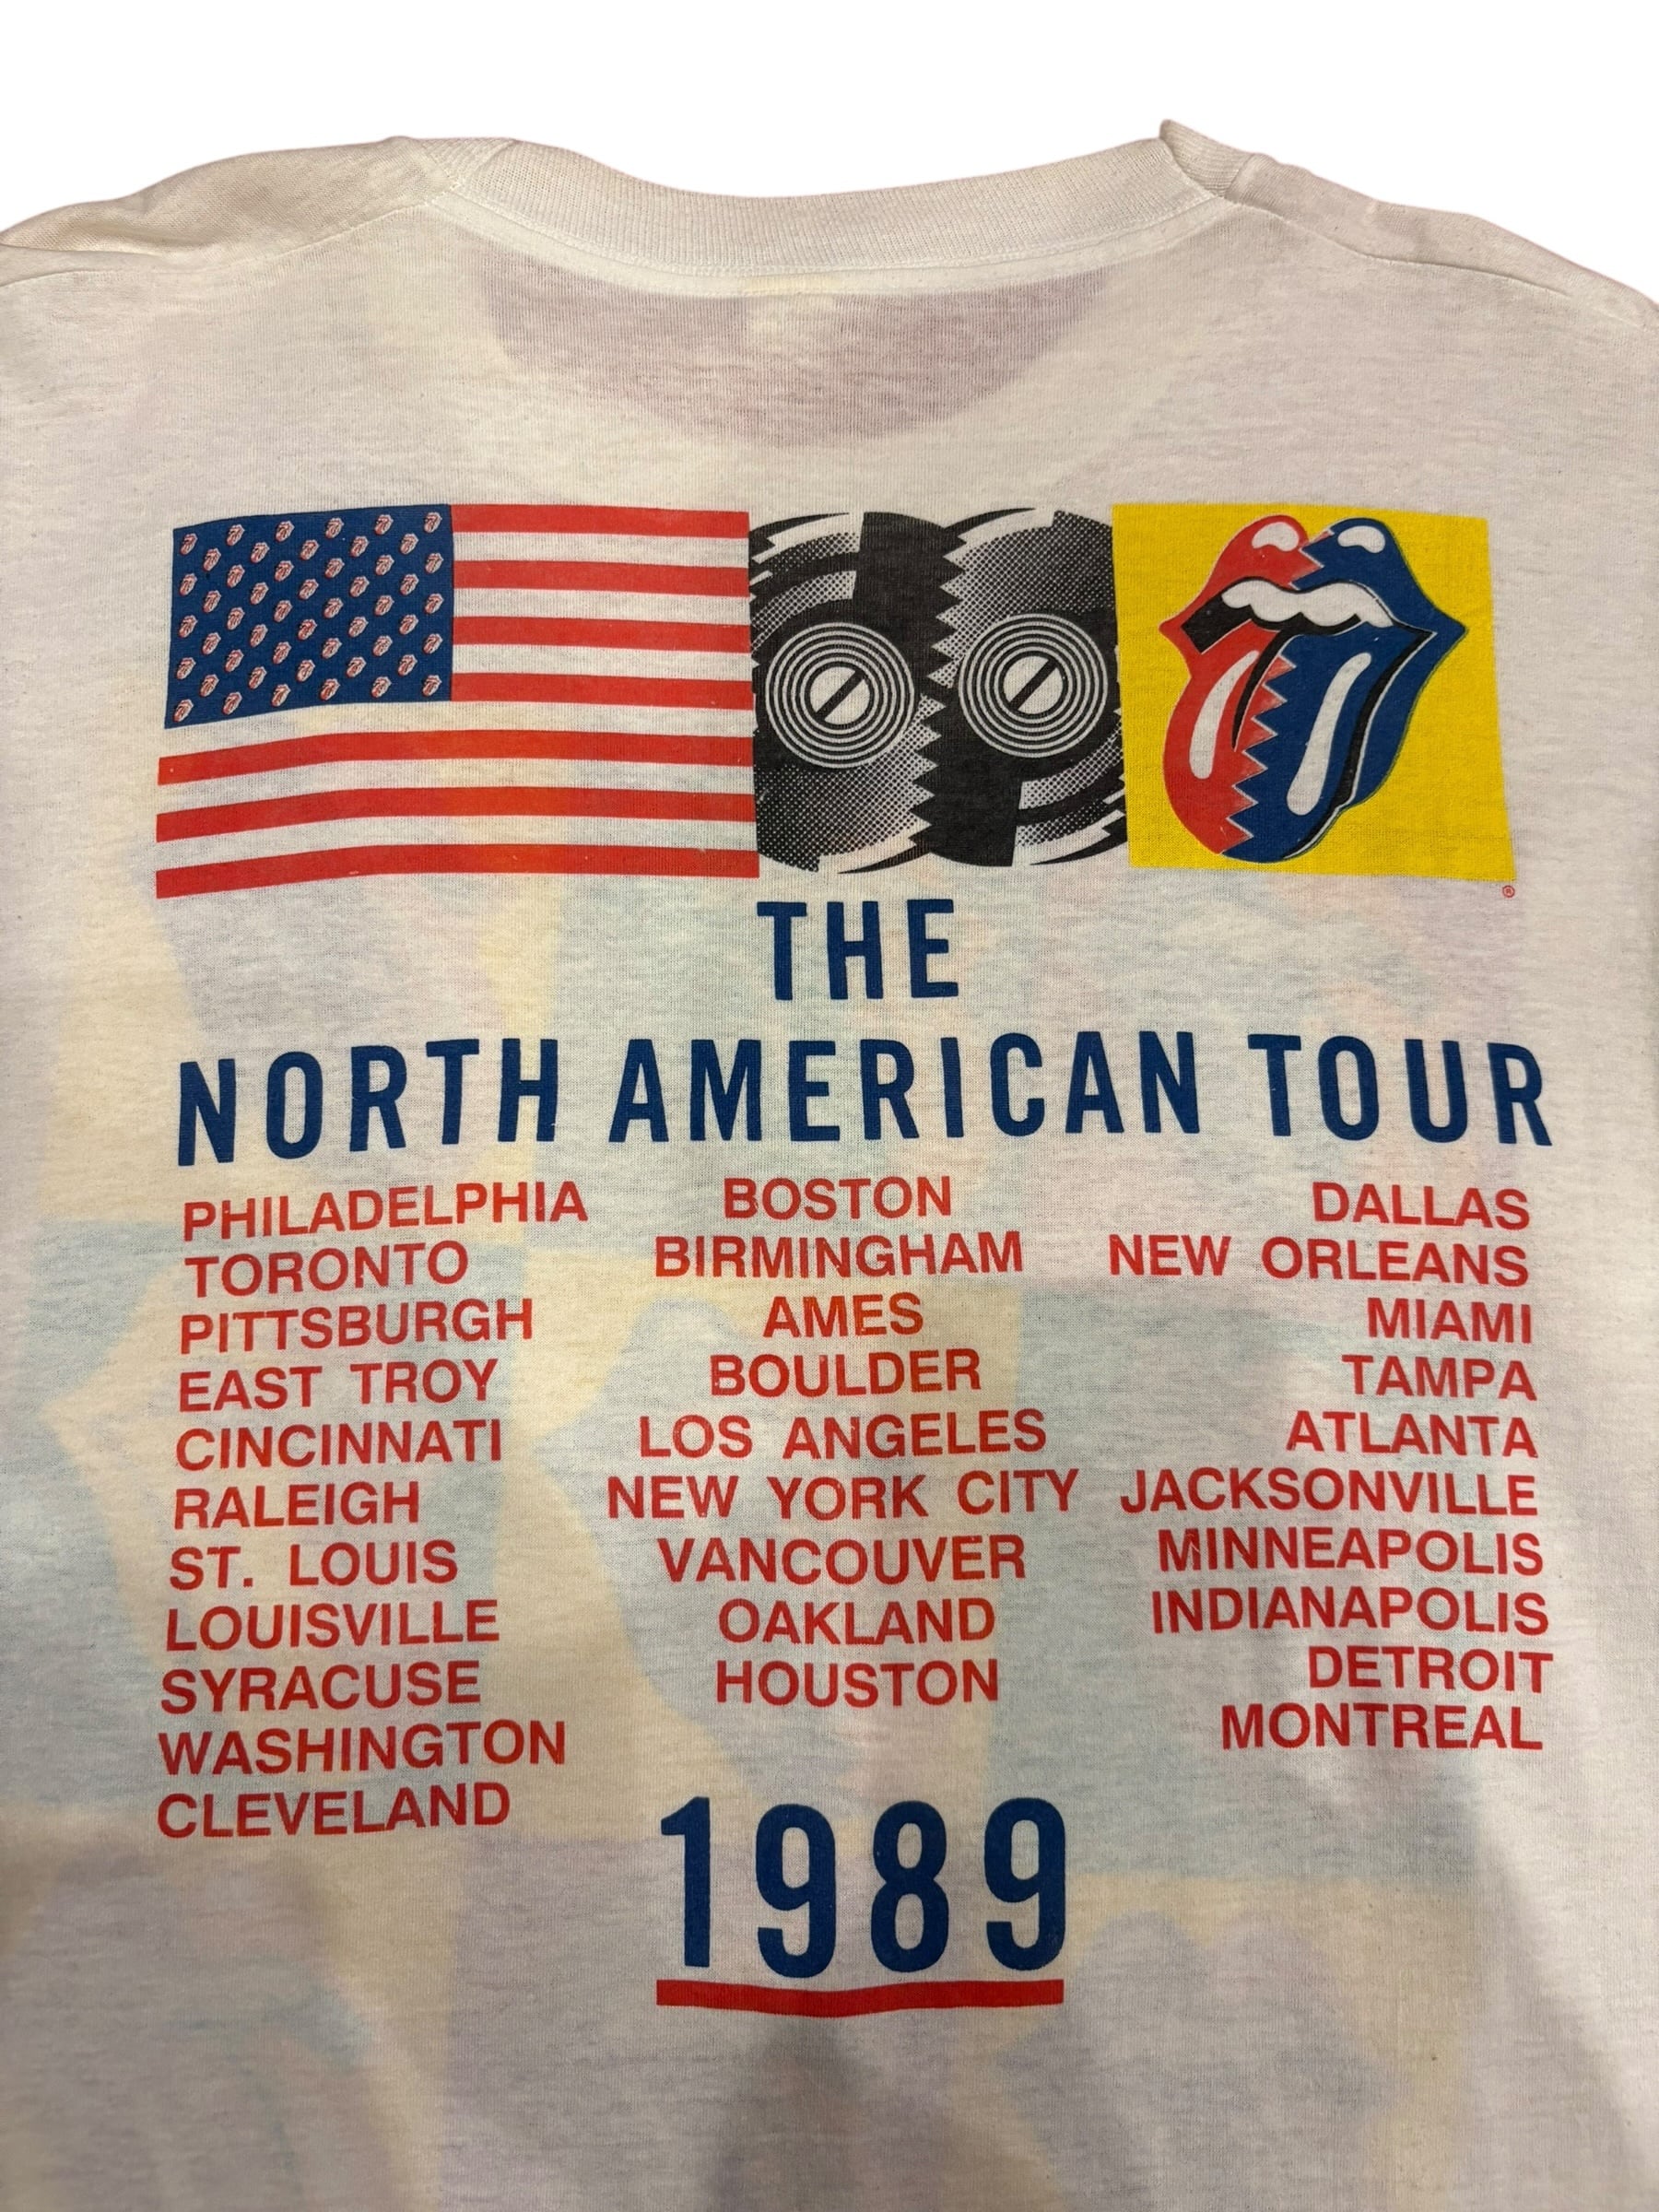 ®
THE
NORTH AMERICAN TOUR
PHILADELPHIA
TORONTO
PITTSBURGH
EAST TROY
CINCINNATI
RALEIGH
ST. LOUIS
LOUISVILLE
SYRACUSE
WASHINGTON
CLEVELAND
BOSTON
BIRMINGHAM
AMES
BOULDER
LOS ANGELES
NEW YORK CITY
VANCOUVER
OAKLAND
HOUSTON
DALLAS
NEW ORLEANS
MIAMI
TAMPA
ATLANTA
JACKSONVILLE
MINNEAPOLIS
INDIANAPOLIS
DETROIT
MONTREAL
1989